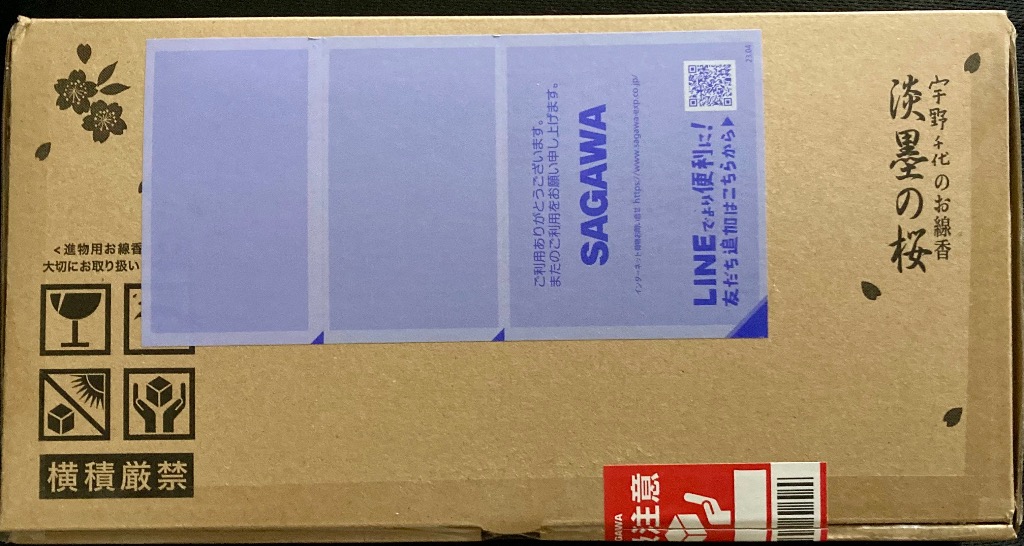 宇野千代のお線香
淡墨の桜
<進物用お線香
大切にお取り扱い
横積厳禁
ご利用ありがとうございます。
またのご利用をお願い申し上げます。
SAGAWA
https://www.sagawa-exp.co.jp/
LINEでより便利に!
友だち追加はこちらから▶
23.04
SAGAWA
注意